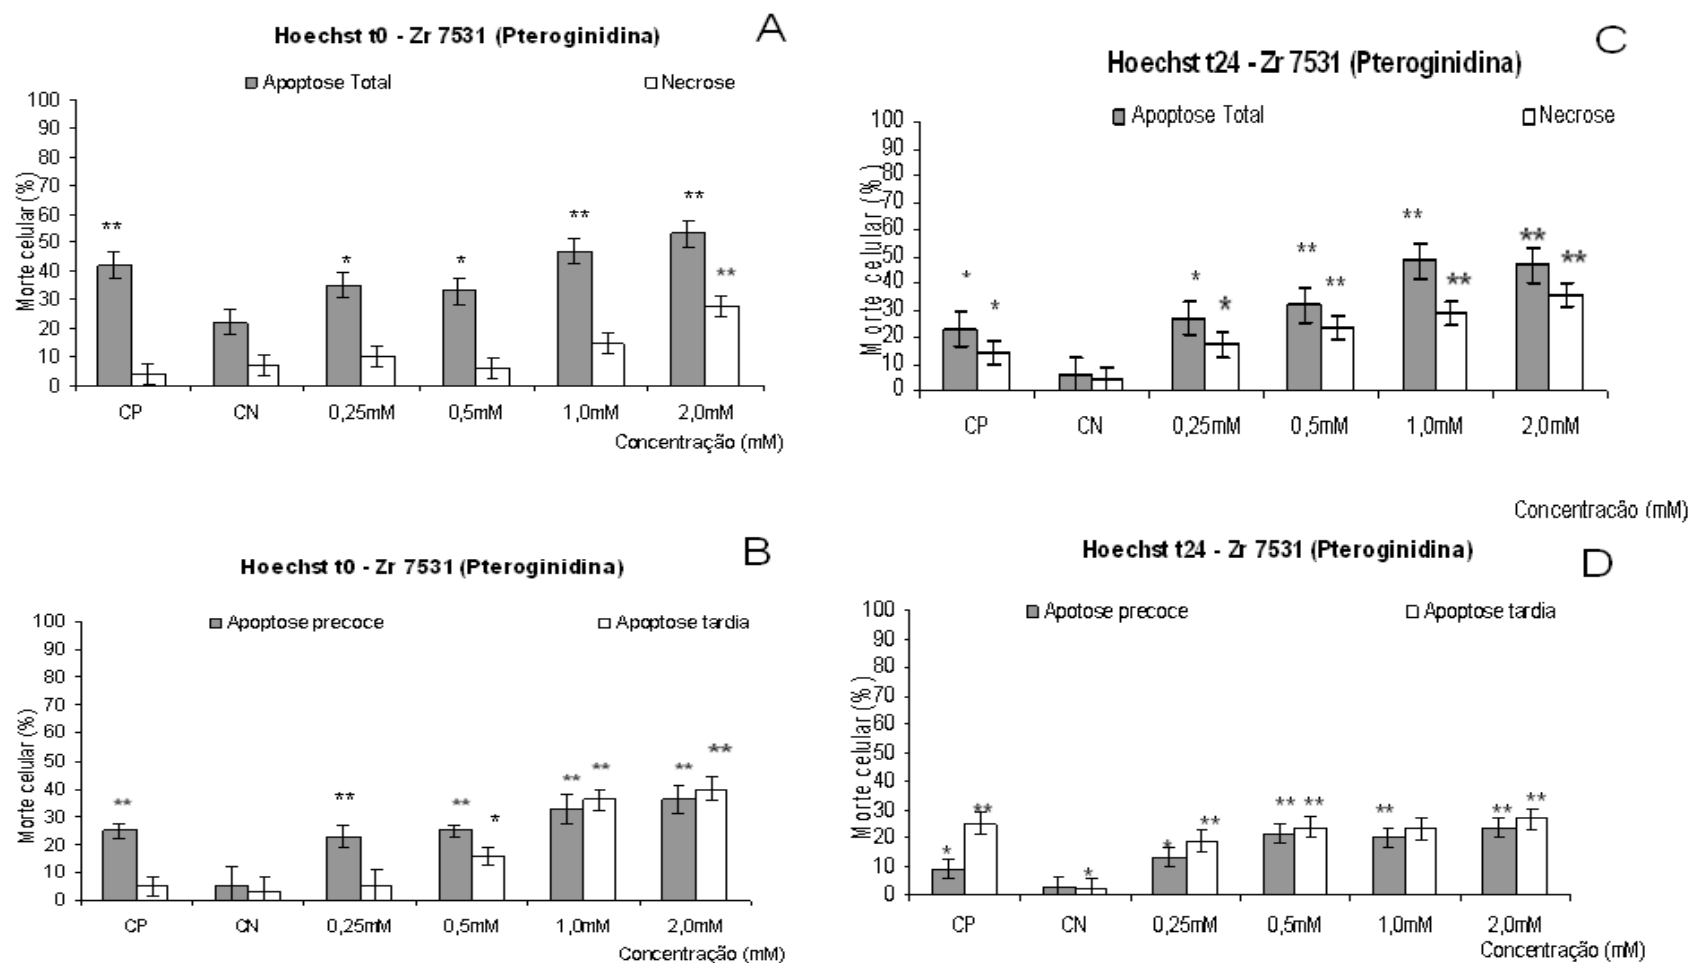 A
Hoechst t0 - Zr 7531 (Pteroginidina)
Apoptose Total
Necrose
Morte celular (%)
100
90
80
70
60
50
40
30
20
10
0
** * * ** ** **
CP CN 0,25mM 0,5mM 1,0mM 2,0mM
Concentração (mM)
C
Hoechst t24 - Zr 7531 (Pteroginidina)
Apoptose Total
Necrose
Morte celular (%)
100
90
80
70
60
50
40
30
20
10
0
* * * * ** ** ** ** ** **
CP CN 0,25mM 0,5mM 1,0mM 2,0mM
Concentracão (mM)
B
Hoechst t0 - Zr 7531 (Pteroginidina)
Apoptose precoce
Apoptose tardia
Morte celular (%)
100
90
80
70
60
50
40
30
20
10
0
** ** ** * ** ** ** **
CP CN 0,25mM 0,5mM 1,0mM 2,0mM
Concentração (mM)
D
Hoechst t24 - Zr 7531 (Pteroginidina)
Apotose precoce
Apoptose tardia
Morte celular (%)
100
90
80
70
60
50
40
30
20
10
0
* ** * * ** ** ** ** ** **
CP CN 0,25mM 0,5mM 1,0mM 2,0mM
Concentração (mM)